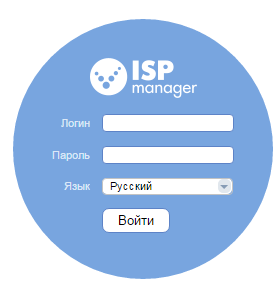 ISP
manager
Логин
Пароль
Язык Русский
Войти